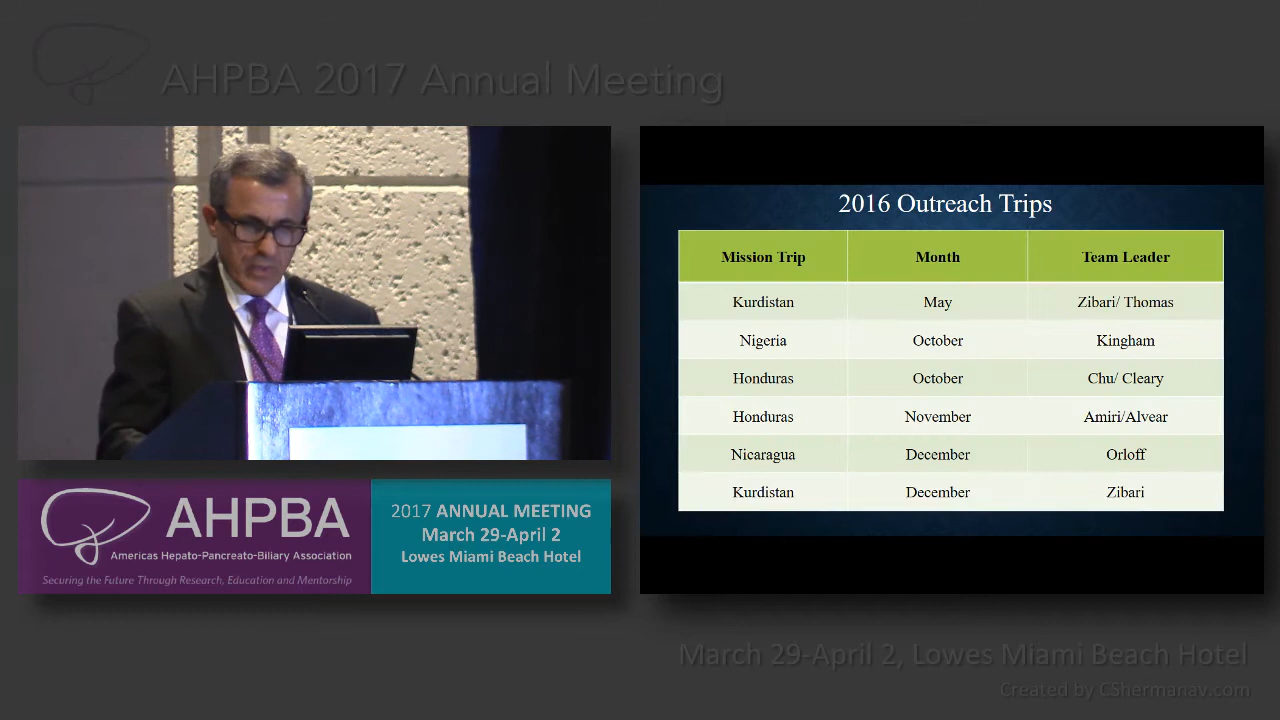 AHPBA 2017 Annual Meeting
2016 Outreach Trips
Mission Trip Month Team Leader
Kurdistan May Zibari/ Thomas
Nigeria October Kingham
Honduras October Chu/ Cleary
Honduras November Amiri/Alvear
Nicaragua December Orloff
Kurdistan December Zibari
AHPBA
Americas Hepato-Pancreato-Biliary Association
Securing the Future Through Research, Education and Mentorship
2017 ANNUAL MEETING
March 29-April 2
Lowes Miami Beach Hotel
March 29-April 2, Lowes Miami Beach Hotel
Created by CShermanav.com